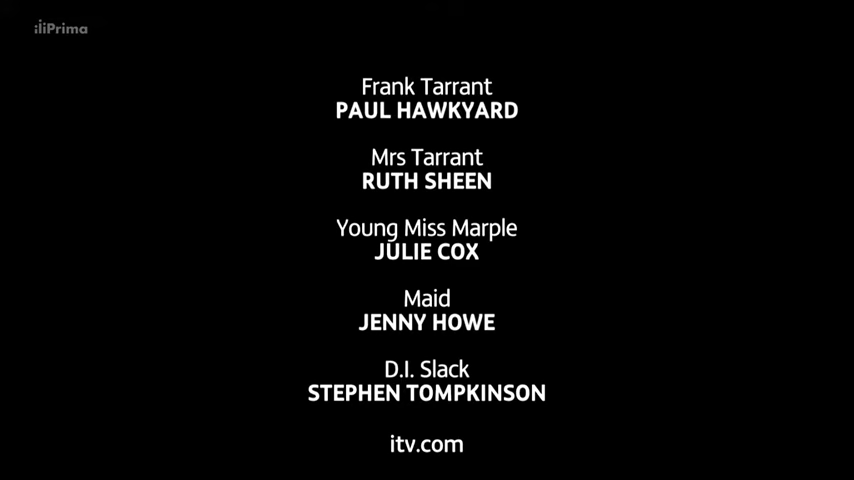 iliPrima
Frank Tarrant
PAUL HAWKYARD
Mrs Tarrant
RUTH SHEEN
Young Miss Marple
JULIE COX
Maid
JENNY HOWE
D.I. Slack
STEPHEN TOMPKINSON
itv.com